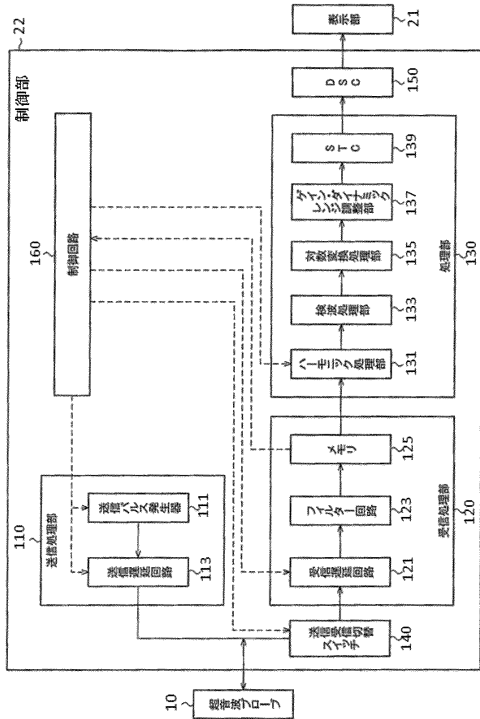 22
制御部
160
制御回路
110
送信処理部
送信パルス発生器
111
送信遅延回路
113
10
超音波プローブ
送信受信切替
スイッチ
140
受信遅延回路
121
フィルター回路
123
メモリ
125
受信処理部
120
ハーモニック処理部
131
検波処理部
133
対数変換処理部
135
ゲイン・ダイナミック
レンジ調整部
137
STC
139
処理部
130
DSC
150
表示部
21